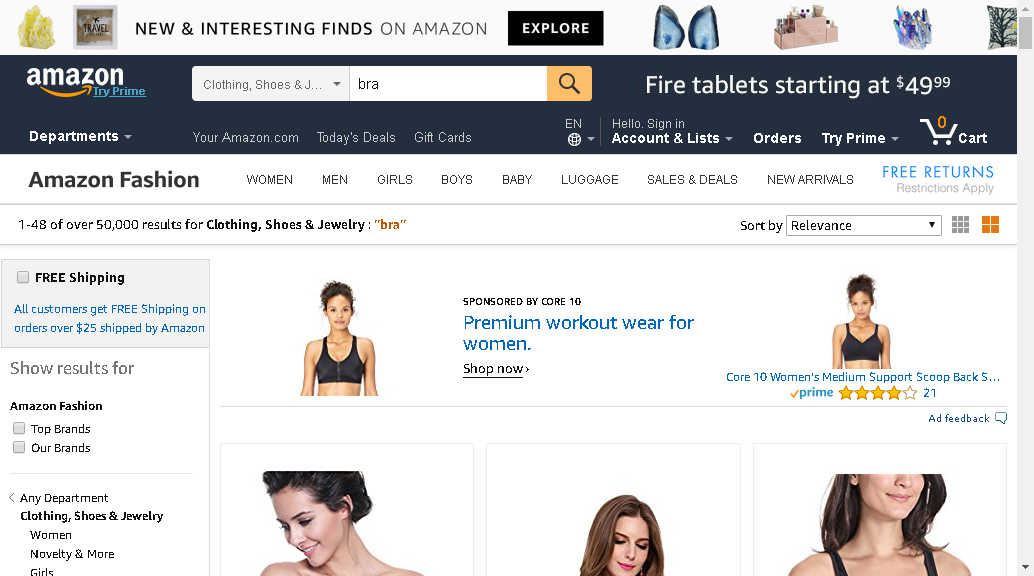 TRAVEL
NEW & INTERESTING FINDS ON AMAZON
EXPLORE
amazon
Try Prime
Clothing, Shoes & J...
bra
Fire tablets starting at $49.99
Departments
Your Amazon.com
Today's Deals
Gift Cards
EN
Hello. Sign in
Account & Lists
Orders
Try Prime
0
Cart
Amazon Fashion
WOMEN
MEN
GIRLS
BOYS
BABY
LUGGAGE
SALES & DEALS
NEW ARRIVALS
FREE RETURNS
Restrictions Apply
1-48 of over 50,000 results for Clothing, Shoes & Jewelry : "bra"
Sort by
Relevance
FREE Shipping
All customers get FREE Shipping on
orders over $25 shipped by Amazon
Show results for
Amazon Fashion
Top Brands
Our Brands
Any Department
Clothing, Shoes & Jewelry
Women
Novelty & More
Girls
SPONSORED BY CORE 10
Premium workout wear for
women.
Shop now ›
Core 10 Women's Medium Support Scoop Back S...
prime
21
Ad feedback